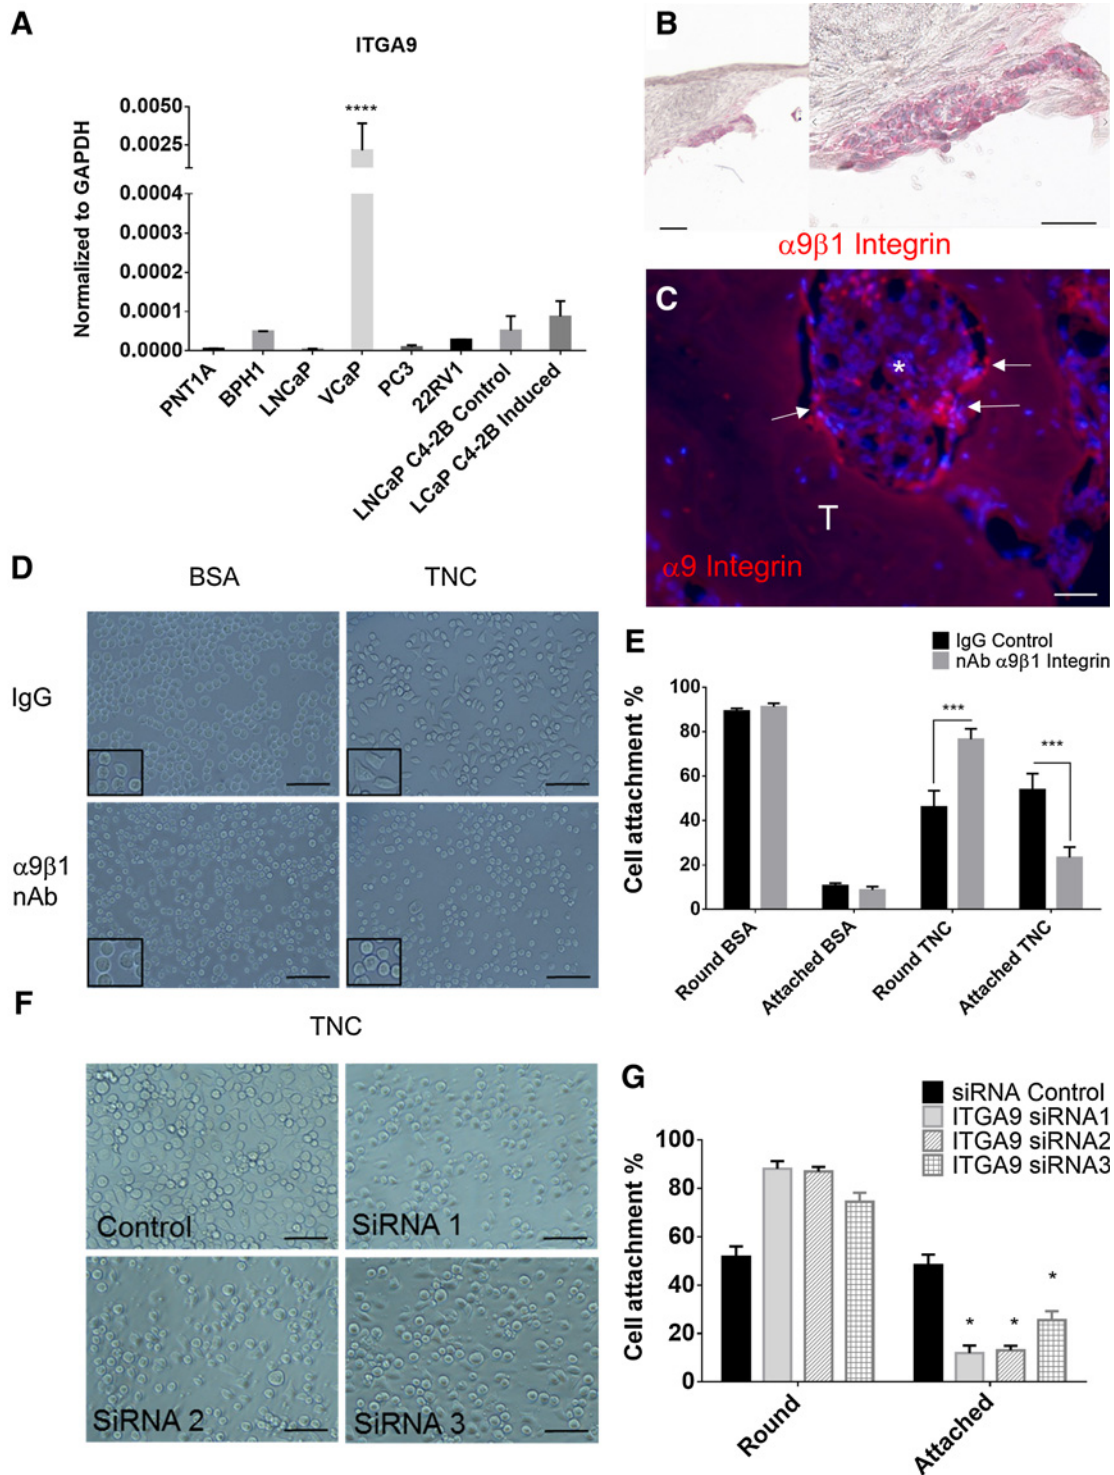 A
ITGA9
Normalized to GAPDH
0.0050
0.0025
0.0004
0.0003
0.0002
0.0001
0.0000
****
PNT1A
BPH1
LNCaP
VCaP
PC3
22RV1
LNCaP C4-2B Control
LCaP C4-2B Induced
B
α9β1 Integrin
C
*
T
α9 Integrin
D
BSA
TNC
IgG
α9β1
nAb
E
IgG Control
nAb α9β1 Integrin
Cell attachment %
100
80
60
40
20
0
***
***
Round BSA
Attached BSA
Round TNC
Attached TNC
F
TNC
Control
SiRNA 1
SiRNA 2
SiRNA 3
G
siRNA Control
ITGA9 siRNA1
ITGA9 siRNA2
ITGA9 siRNA3
Cell attachment %
100
80
60
40
20
0
*
*
*
Round
Attached